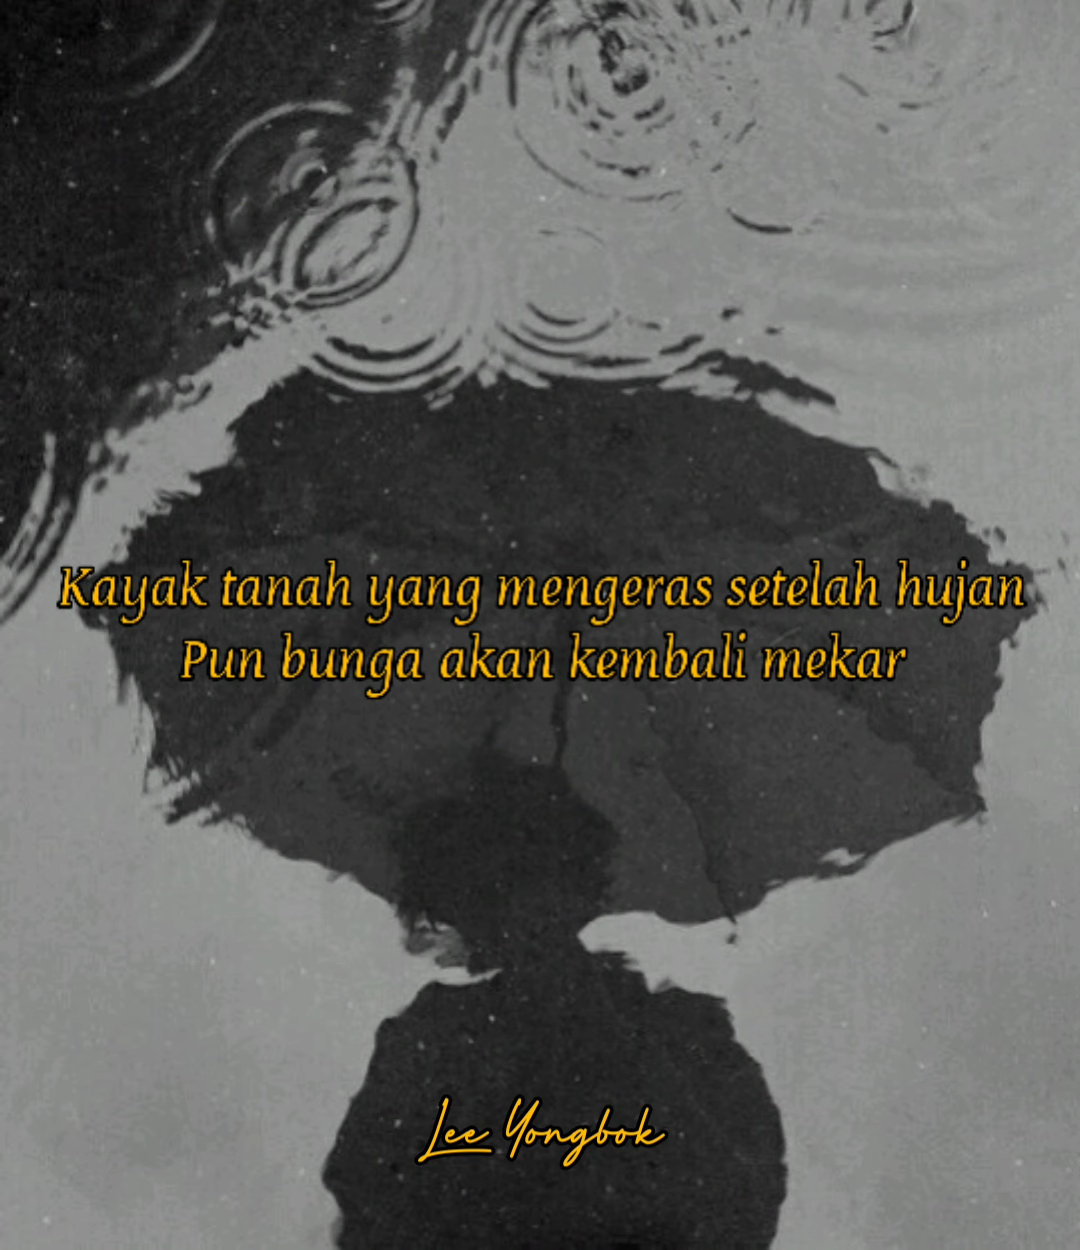 Kayak tanah yang mengeras setelah hujan
Pun bunga akan kembali mekar
Lee Yongbok